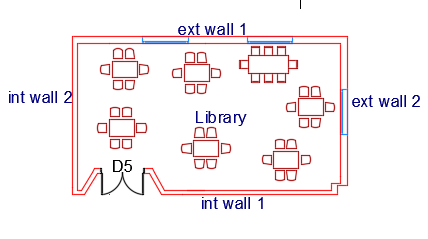 ext wall 1
int wall 2
ext wall 2
Library
D5
int wall 1